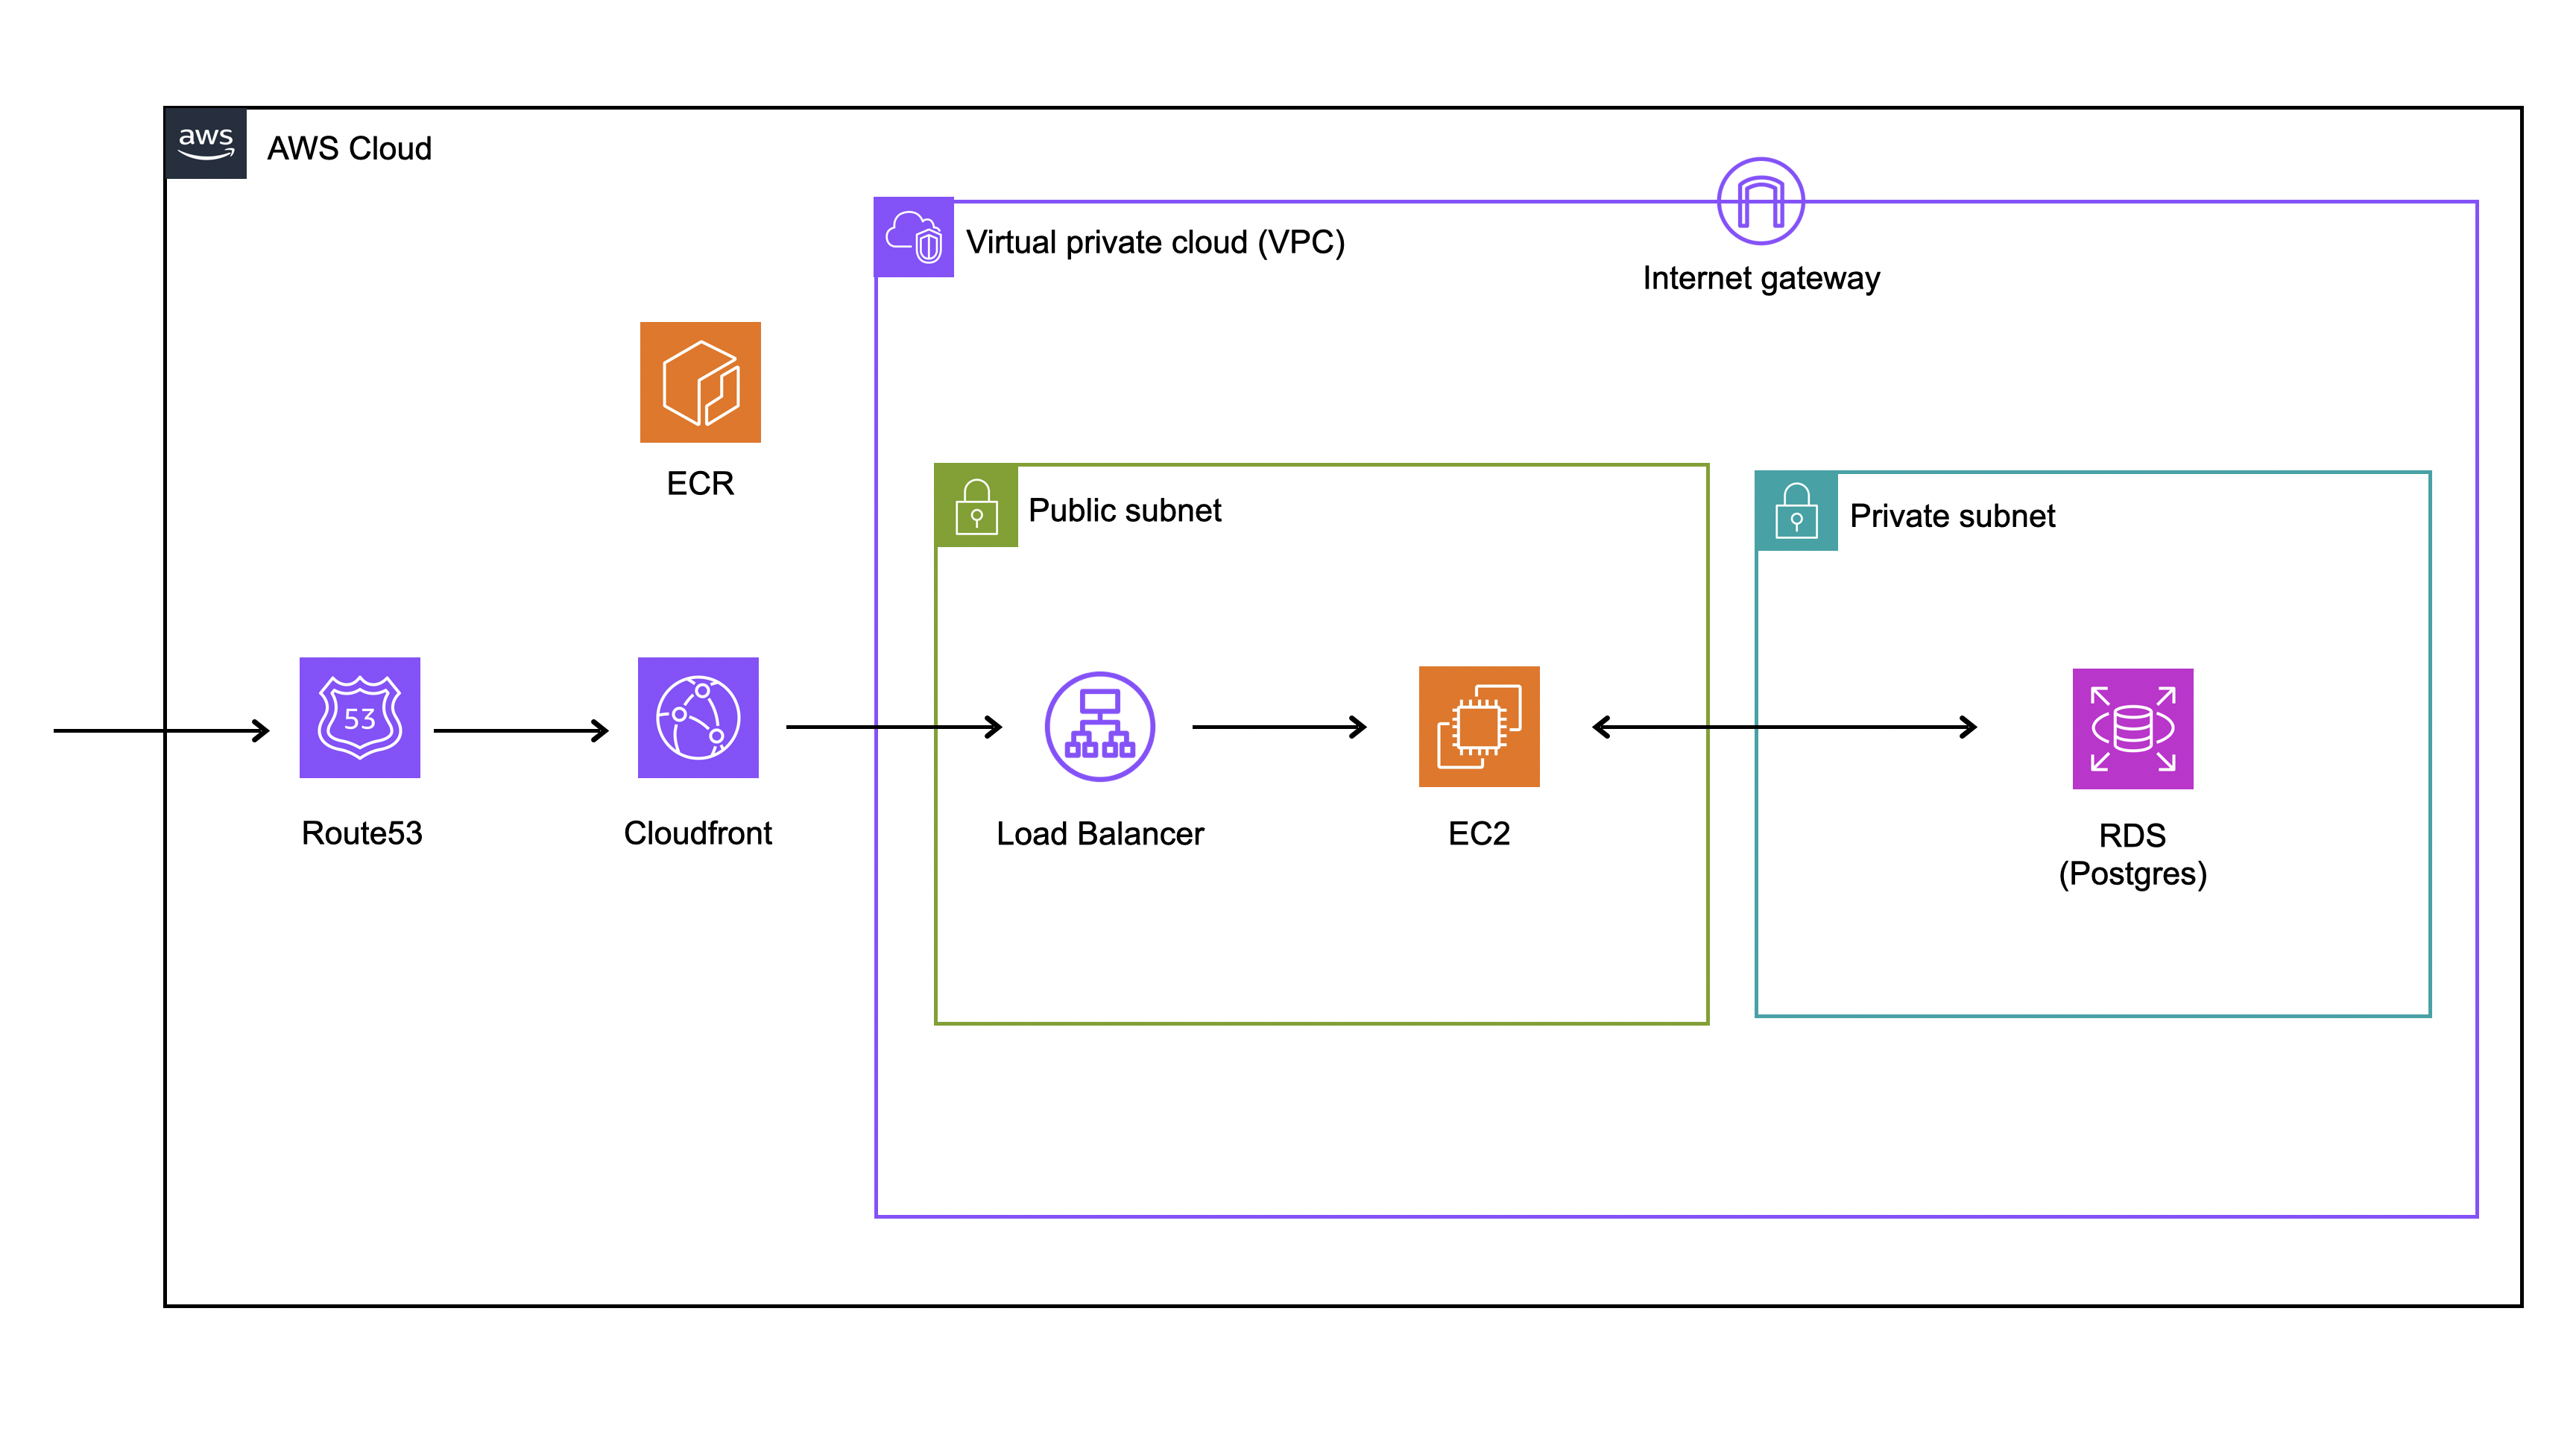 aws
AWS Cloud
Virtual private cloud (VPC)
Internet gateway
ECR
Public subnet
Private subnet
53
Route53
Cloudfront
Load Balancer
EC2
RDS
(Postgres)